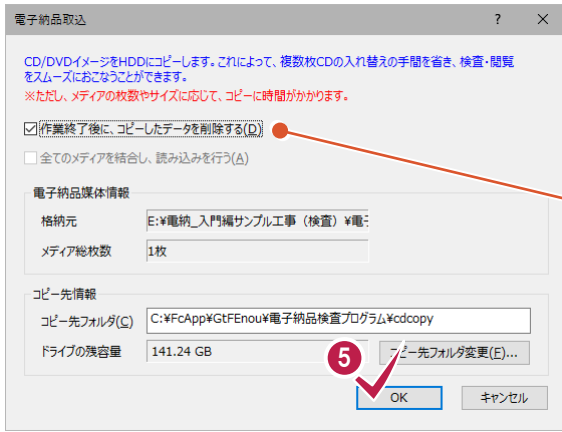 電子納品取込 ? ×
CD/DVDイメージをHDDにコピーします。これによって、複数枚CDの入れ替えの手間を省き、検査・閲覧
をスムーズにおこなうことができます。
※ただし、メディアの枚数やサイズに応じて、コピーに時間がかかります。
作業終了後に、コピーしたデータを削除する(D)
全てのメディアを結合し、読み込みを行う(A)
電子納品媒体情報
格納元 E:¥電納_入門編サンプル工事（検査）¥電子
メディア総枚数 1枚
コピー先情報
コピー先フォルダ(C) C:¥FcApp¥GtFEnou¥電子納品検査プログラム¥cdcopy
ドライブの残容量 141.24 GB コピー先フォルダ変更(F)...
5
OK キャンセル